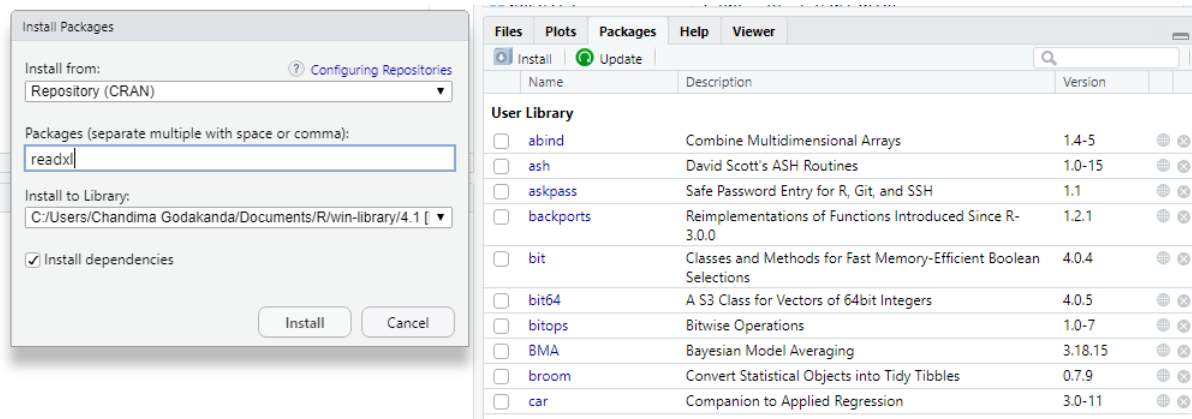 Install Packages
Install from:
? Configuring Repositories
Repository (CRAN)
Packages (separate multiple with space or comma):
readxl
Install to Library:
C:/Users/Chandima Godakanda/Documents/R/win-library/4.1 [
Install dependencies
Install Cancel
Files Plots Packages Help Viewer
Install Update
Name Description Version
User Library
abind Combine Multidimensional Arrays 1.4-5
ash David Scott's ASH Routines 1.0-15
askpass Safe Password Entry for R, Git, and SSH 1.1
backports Reimplementations of Functions Introduced Since R- 1.2.1
3.0.0
bit Classes and Methods for Fast Memory-Efficient Boolean 4.0.4
Selections
bit64 A S3 Class for Vectors of 64bit Integers 4.0.5
bitops Bitwise Operations 1.0-7
BMA Bayesian Model Averaging 3.18.15
broom Convert Statistical Objects into Tidy Tibbles 0.7.9
car Companion to Applied Regression 3.0-11